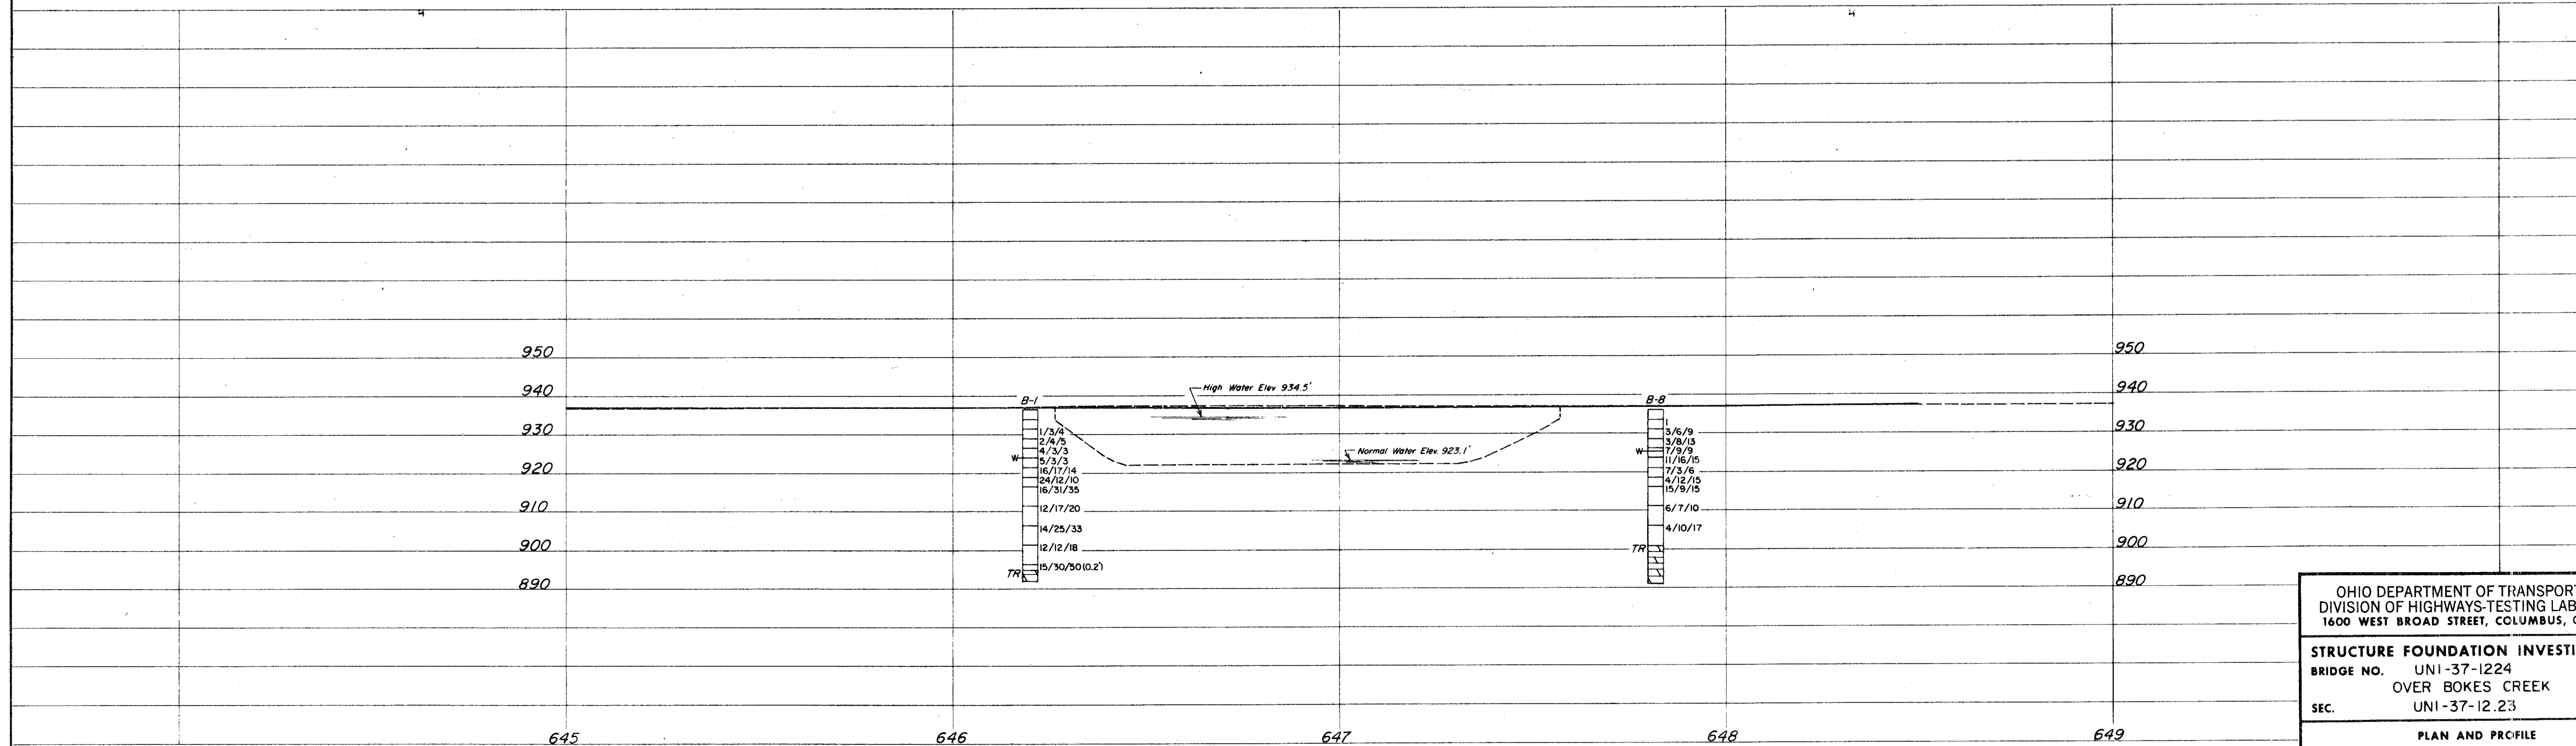 950 950
940 940
High Water Elev 934.5'
B-1 B-8
930 930
1/3/4
2/4/5
4/3/3
W
5/3/3
16/17/14
24/12/10
16/31/35
12/17/20
14/25/33
12/12/18
15/30/50(0.2')
TR
Normal Water Elev. 923.1'
1
3/6/9
3/8/13
7/9/9
W
11/16/15
7/3/6
4/12/15
15/9/15
6/7/10
4/10/17
TR
920 920
910 910
900 900
890 890
OHIO DEPARTMENT OF TRANSPORT
DIVISION OF HIGHWAYS-TESTING LAB
1600 WEST BROAD STREET, COLUMBUS,
STRUCTURE FOUNDATION INVESTI
BRIDGE NO. UNI-37-1224
OVER BOKES CREEK
SEC. UNI-37-12.23
PLAN AND PROFILE
645 646 647 648 649